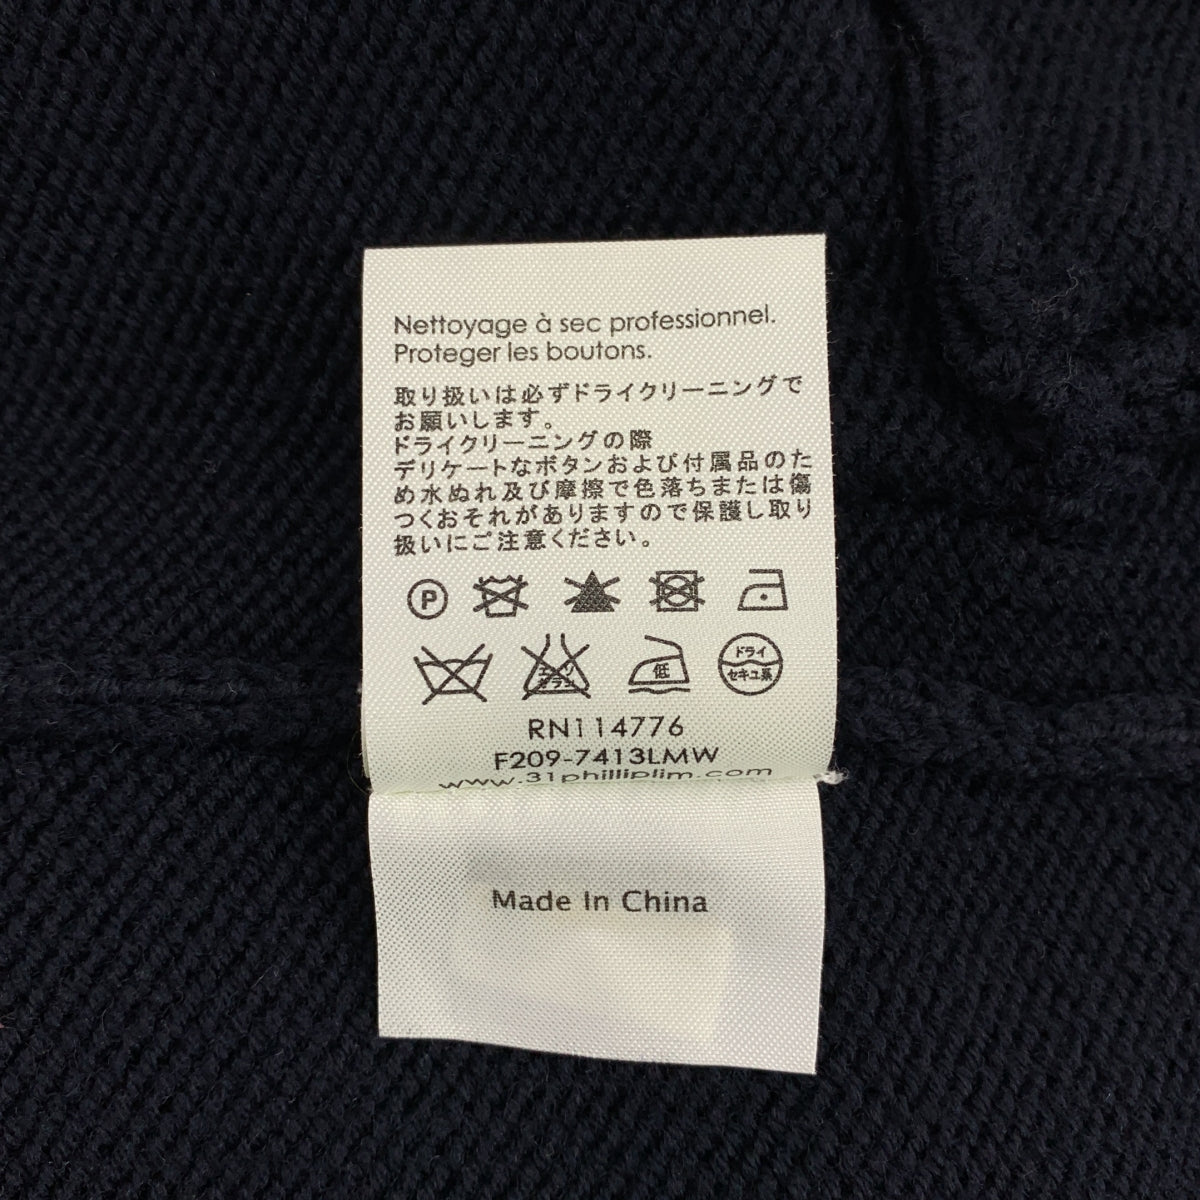 Nettoyage à sec professionnel.
Proteger les boutons.
取り扱いは必ずドライクリーニングで
お願いします。
ドライクリーニングの際
デリケートなボタンおよび付属品のた
め水ぬれ及び摩擦で色落ちまたは傷
つくおそれがありますので保護し取り
扱いにご注意ください。
P
エンソ
サラシ
低
ドライ
セキユ系
RN114776
F209-7413LMW
www.31philliplim.com
Made In China